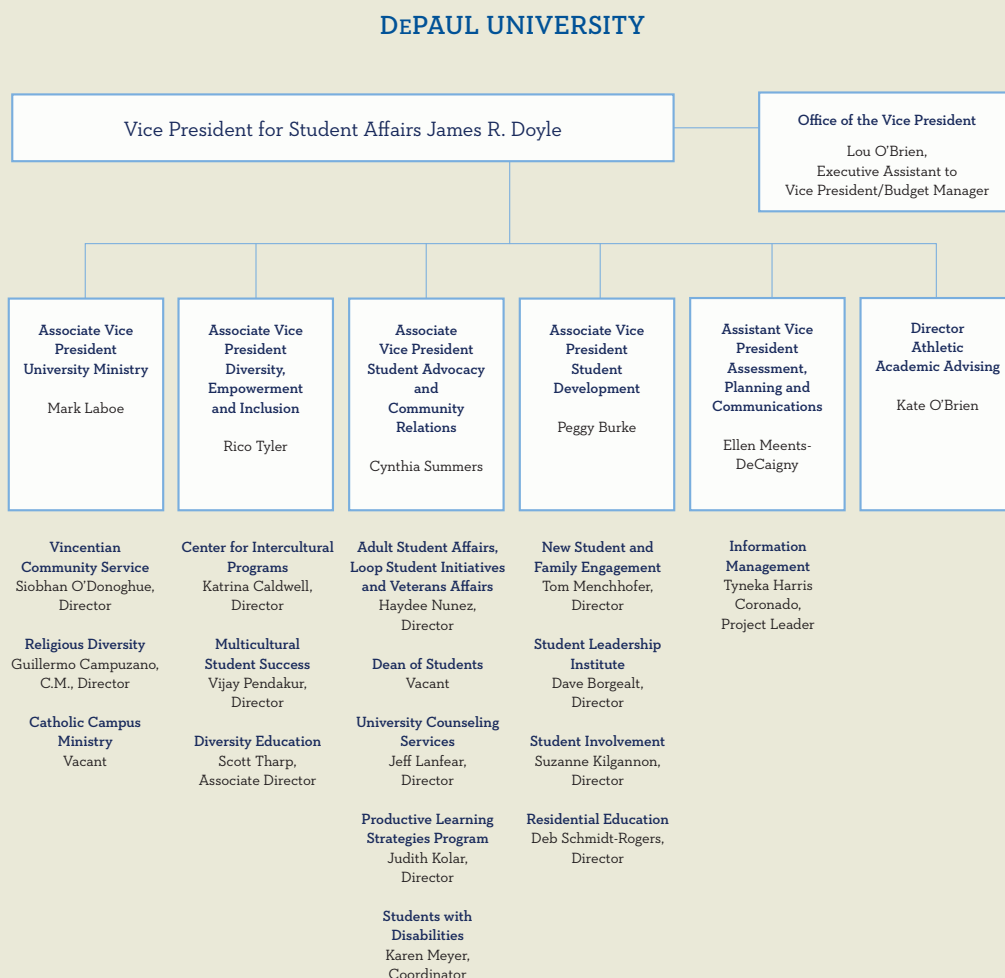 DEPAUL UNIVERSITY
Vice President for Student Affairs James R. Doyle
Office of the Vice President
Lou O'Brien,
Executive Assistant to
Vice President/Budget Manager
Associate Vice
President
University Ministry
Mark Laboe
Associate Vice
President
Diversity,
Empowerment
and Inclusion
Rico Tyler
Associate
Vice President
Student Advocacy
and
Community
Relations
Cynthia Summers
Associate Vice
President
Student
Development
Peggy Burke
Assistant Vice
President
Assessment,
Planning and
Communications
Ellen Meents-
DeCaigny
Director
Athletic
Academic Advising
Kate O'Brien
Vincentian
Community Service
Siobhan O'Donoghue,
Director
Religious Diversity
Guillermo Campuzano,
C.M., Director
Catholic Campus
Ministry
Vacant
Center for Intercultural
Programs
Katrina Caldwell,
Director
Multicultural
Student Success
Vijay Pendakur,
Director
Diversity Education
Scott Tharp,
Associate Director
Adult Student Affairs,
Loop Student Initiatives
and Veterans Affairs
Haydee Nunez,
Director
Dean of Students
Vacant
University Counseling
Services
Jeff Lanfear,
Director
Productive Learning
Strategies Program
Judith Kolar,
Director
Students with
Disabilities
Karen Meyer,
Coordinator
New Student and
Family Engagement
Tom Menchhofer,
Director
Student Leadership
Institute
Dave Borgealt,
Director
Student Involvement
Suzanne Kilgannon,
Director
Residential Education
Deb Schmidt-Rogers,
Director
Information
Management
Tyneka Harris
Coronado,
Project Leader